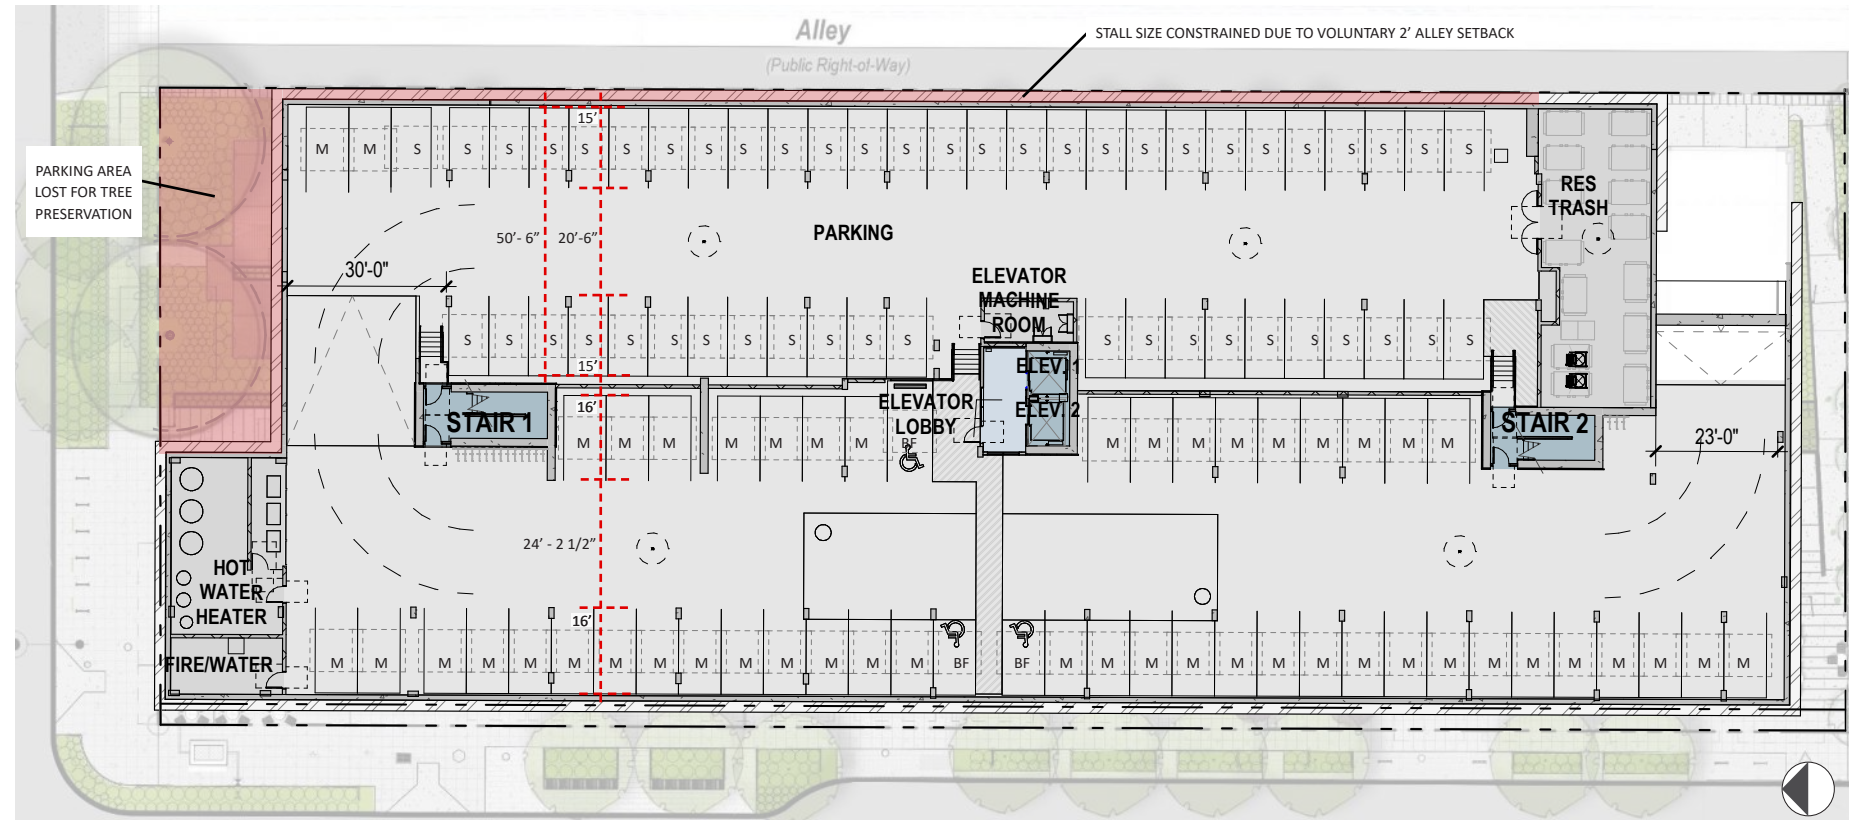 Alley
(Public Right-of-Way)
STALL SIZE CONSTRAINED DUE TO VOLUNTARY 2' ALLEY SETBACK
PARKING AREA
LOST FOR TREE
PRESERVATION
15'
M M S S S S S S S S S S S S S S S S S S S S S S S S S S S
RES
TRASH
PARKING
50'- 6"
20'-6"
30'-0"
ELEVATOR
MACHINE
ROOM
S S S S S S S S S S S S
S S S S S S S S S S
15'
ELEV. 1
16'
ELEVATOR
LOBBY
ELEV. 2
STAIR 1
STAIR 2
23'-0"
M M M M M M M BF
M M M M M M M M M
24' - 2 1/2"
HOT
WATER
HEATER
16'
FIRE/WATER
M M M M M M M M M M M M M M BF
BF M M M M M M M M M M M M M M M M M